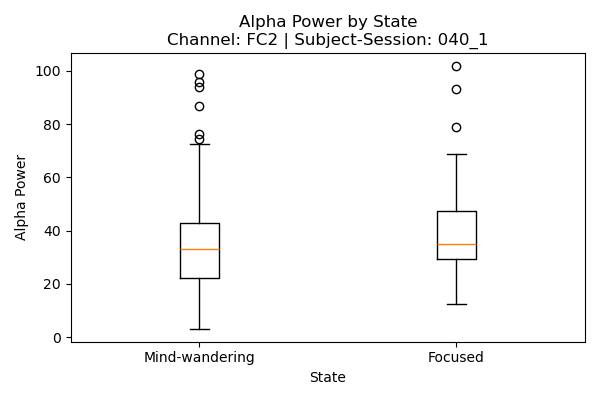 Alpha Power by State
Channel: FC2 | Subject-Session: 040_1
100
80
60
40
20
0
Alpha Power
Mind-wandering
Focused
State